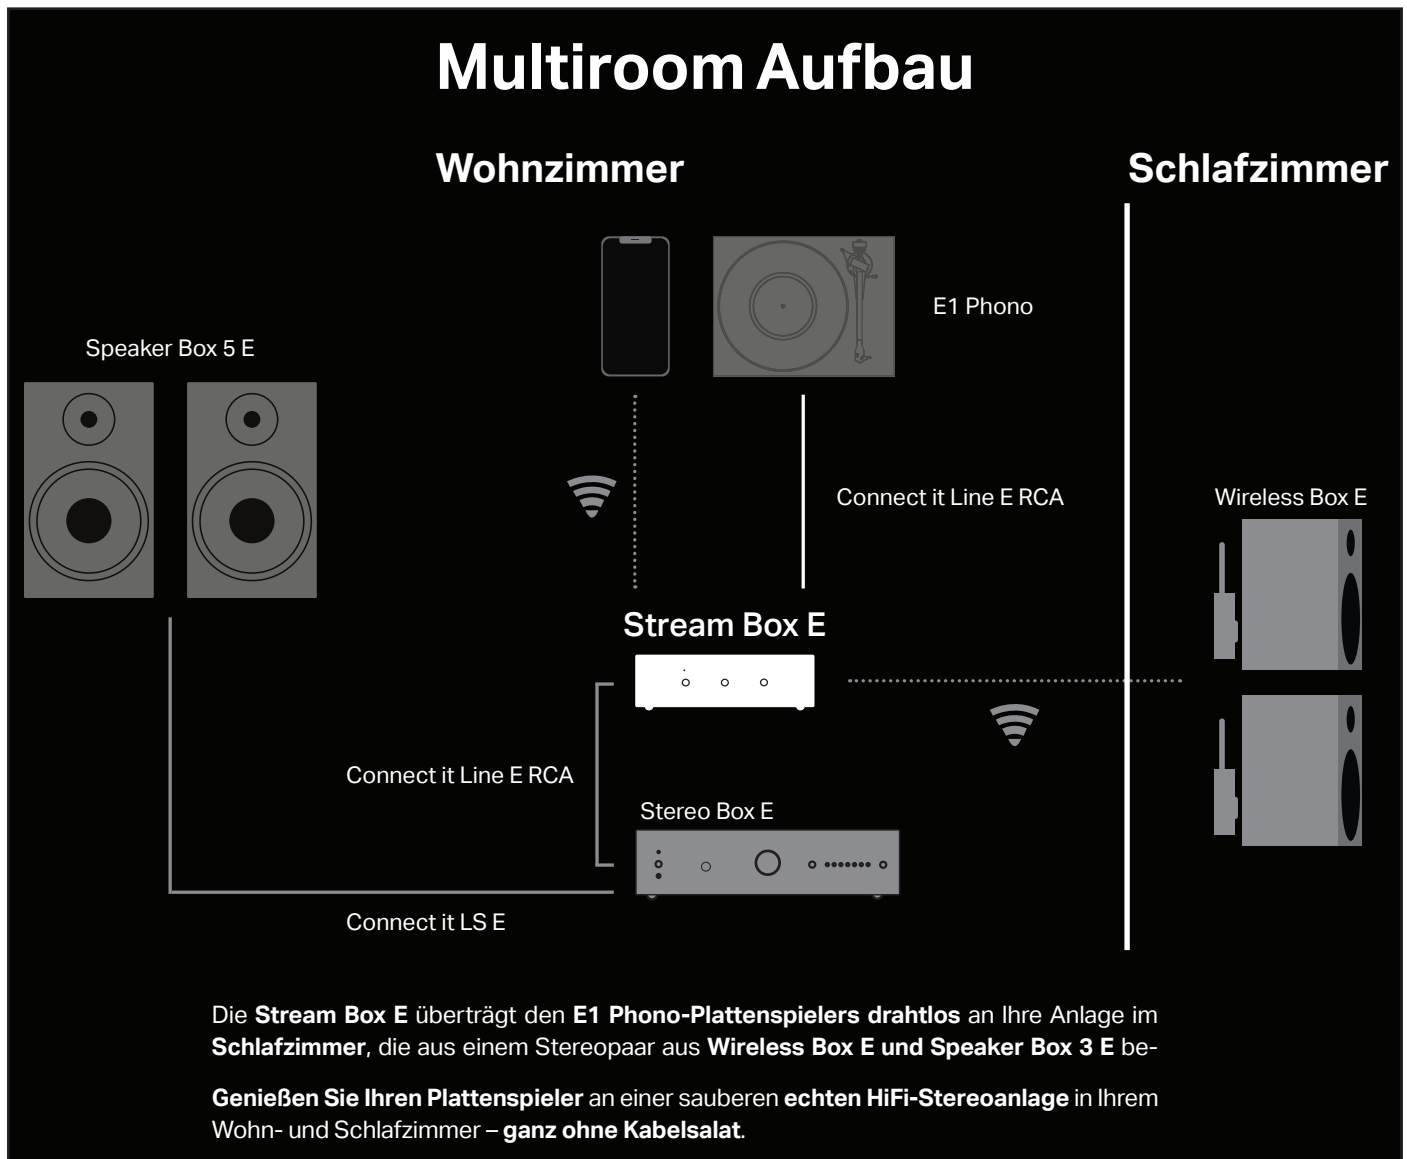 Multiroom Aufbau
Wohnzimmer
Schlafzimmer
E1 Phono
Speaker Box 5 E
Connect it Line E RCA
Wireless Box E
Stream Box E
Connect it Line E RCA
Stereo Box E
Connect it LS E
Die Stream Box E überträgt den E1 Phono-Plattenspielers drahtlos an Ihre Anlage im
Schlafzimmer, die aus einem Stereopaar aus Wireless Box E und Speaker Box 3 E be-
Genießen Sie Ihren Plattenspieler an einer sauberen echten HiFi-Stereoanlage in Ihrem
Wohn- und Schlafzimmer – ganz ohne Kabelsalat.